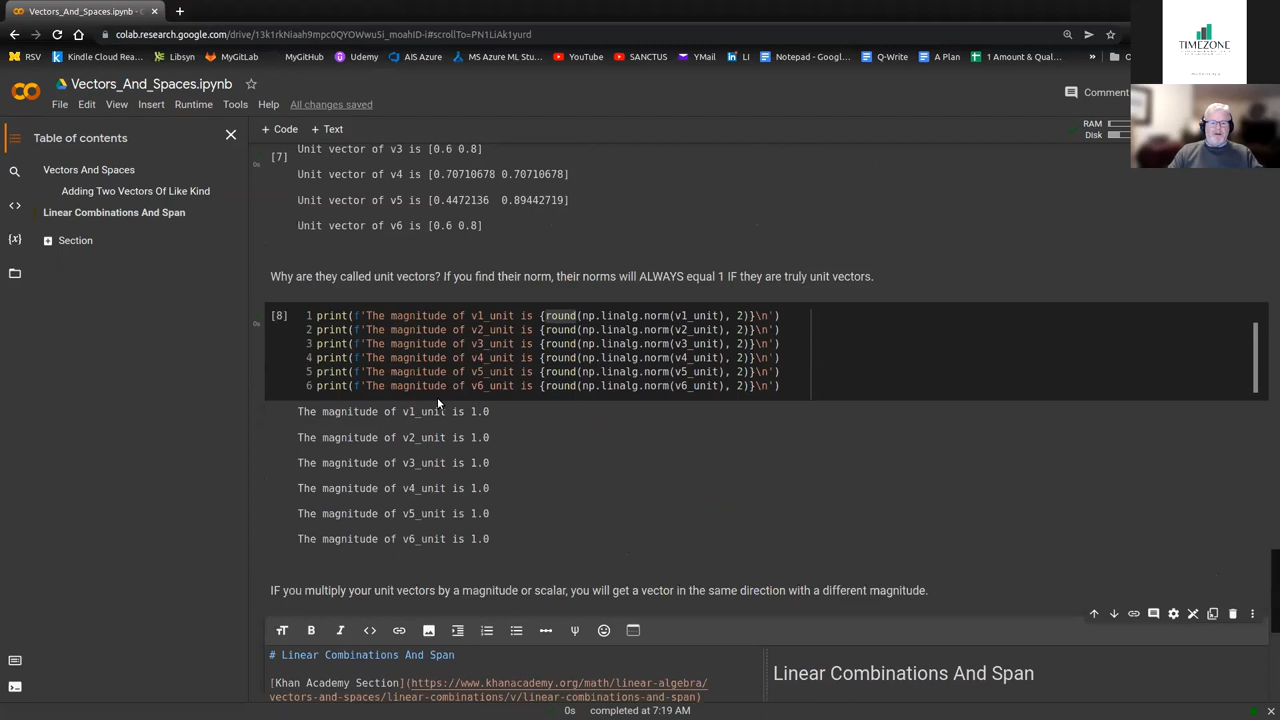 Vectors_And_Spaces.ipynb - C
colab.research.google.com/drive/13k1rkNiaah9mpc0QYOWwu5i_moahID-i#scrollTo=PN1LiAk1yurd
RSV
Kindle Cloud Rea...
MyGitLab
MyGitHub
Udemy
AIS Azure
MS Azure ML Stu...
YouTube
SANCTUS
YMail
LI
Notepad - Googl...
Q-Write
A Plan
1 Amount & Qual...
»
TIMEZONE
Vectors_And_Spaces.ipynb
File Edit View Insert Runtime Tools Help All changes saved
Comment
Table of contents
+ Code + Text
RAM
Disk
Vectors And Spaces
Adding Two Vectors Of Like Kind
Linear Combinations And Span
Section
[7]
Unit vector of v3 is [0.6 0.8]
Unit vector of v4 is [0.70710678 0.70710678]
Unit vector of v5 is [0.4472136  0.89442719]
Unit vector of v6 is [0.6 0.8]
Why are they called unit vectors? If you find their norm, their norms will ALWAYS equal 1 IF they are truly unit vectors.
[8]
1 print(f'The magnitude of v1_unit is {round(np.linalg.norm(v1_unit), 2)}\n')
2 print(f'The magnitude of v2_unit is {round(np.linalg.norm(v2_unit), 2)}\n')
3 print(f'The magnitude of v3_unit is {round(np.linalg.norm(v3_unit), 2)}\n')
4 print(f'The magnitude of v4_unit is {round(np.linalg.norm(v4_unit), 2)}\n')
5 print(f'The magnitude of v5_unit is {round(np.linalg.norm(v5_unit), 2)}\n')
6 print(f'The magnitude of v6_unit is {round(np.linalg.norm(v6_unit), 2)}\n')
The magnitude of v1_unit is 1.0
The magnitude of v2_unit is 1.0
The magnitude of v3_unit is 1.0
The magnitude of v4_unit is 1.0
The magnitude of v5_unit is 1.0
The magnitude of v6_unit is 1.0
IF you multiply your unit vectors by a magnitude or scalar, you will get a vector in the same direction with a different magnitude.
# Linear Combinations And Span
[Khan Academy Section](https://www.khanacademy.org/math/linear-algebra/
vectors-and-spaces/linear-combinations/v/linear-combinations-and-span)
Linear Combinations And Span
0s completed at 7:19 AM